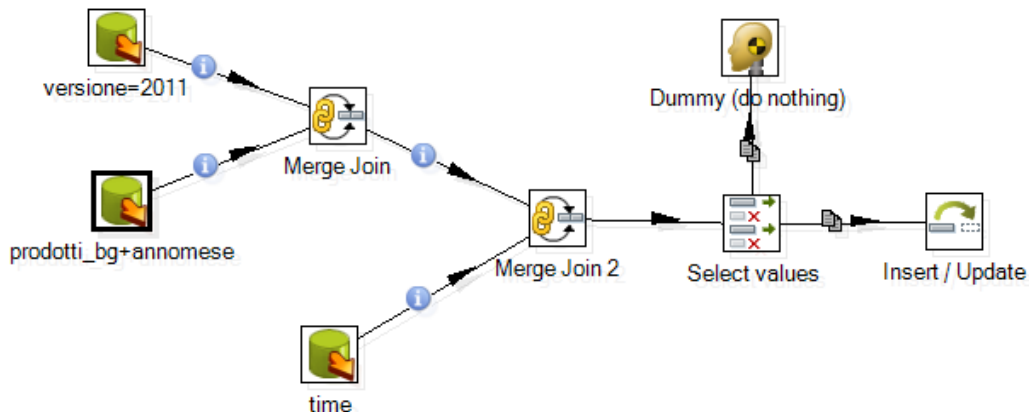 versione=2011
Dummy (do nothing)
Merge Join
prodotti_bg+annomese
Merge Join 2
Select values
Insert / Update
time